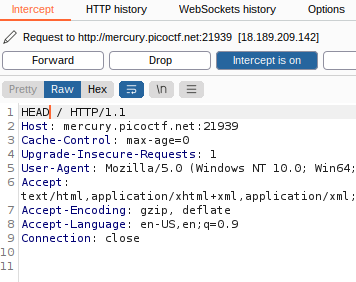 Intercept HTTP history WebSockets history Options
Request to http://mercury.picoctf.net:21939 [18.189.209.142]
Forward Drop Intercept is on
Pretty Raw Hex \n
1 HEAD / HTTP/1.1
2 Host: mercury.picoctf.net:21939
3 Cache-Control: max-age=0
4 Upgrade-Insecure-Requests: 1
5 User-Agent: Mozilla/5.0 (Windows NT 10.0; Win64;
6 Accept:
text/html,application/xhtml+xml,application/xml;
7 Accept-Encoding: gzip, deflate
8 Accept-Language: en-US,en;q=0.9
9 Connection: close
10
11